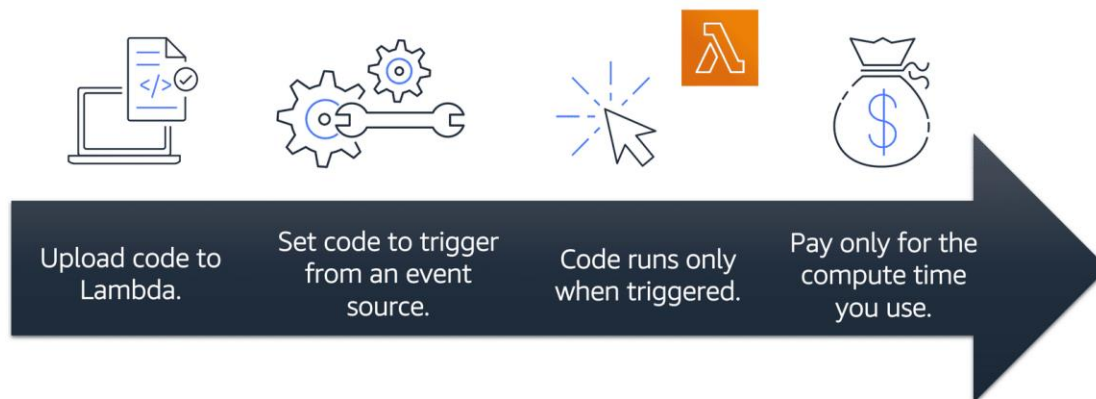 </>
$
Upload code to
Lambda.
Set code to trigger
from an event
source.
Code runs only
when triggered.
Pay only for the
compute time
you use.